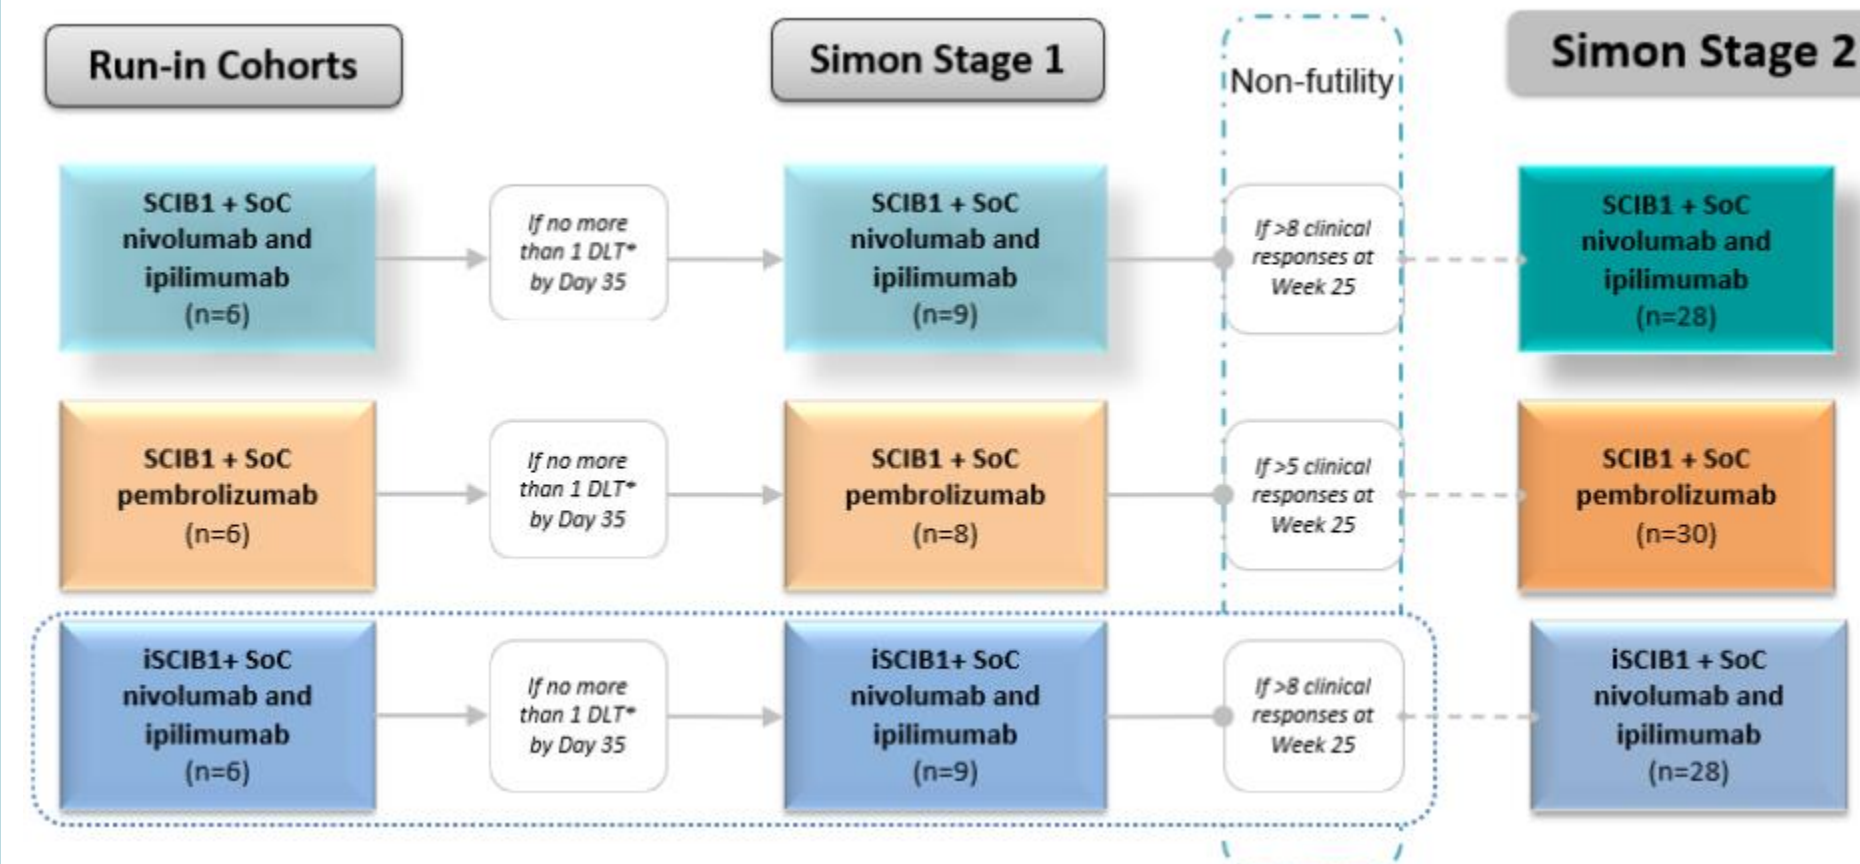 Run-in Cohorts
Simon Stage 1
Non-futility
Simon Stage 2
SCIB1 + SoC
nivolumab and
ipilimumab
(n=6)
If no more
than 1 DLT*
by Day 35
SCIB1 + SoC
nivolumab and
ipilimumab
(n=9)
If >8 clinical
responses at
Week 25
SCIB1 + SoC
nivolumab and
ipilimumab
(n=28)
SCIB1 + SoC
pembrolizumab
(n=6)
If no more
than 1 DLT*
by Day 35
SCIB1 + SoC
pembrolizumab
(n=8)
If >5 clinical
responses at
Week 25
SCIB1 + SoC
pembrolizumab
(n=30)
iSCIB1+ SoC
nivolumab and
ipilimumab
(n=6)
If no more
than 1 DLT*
by Day 35
iSCIB1+ SoC
nivolumab and
ipilimumab
(n=9)
If >8 clinical
responses at
Week 25
iSCIB1 + SoC
nivolumab and
ipilimumab
(n=28)